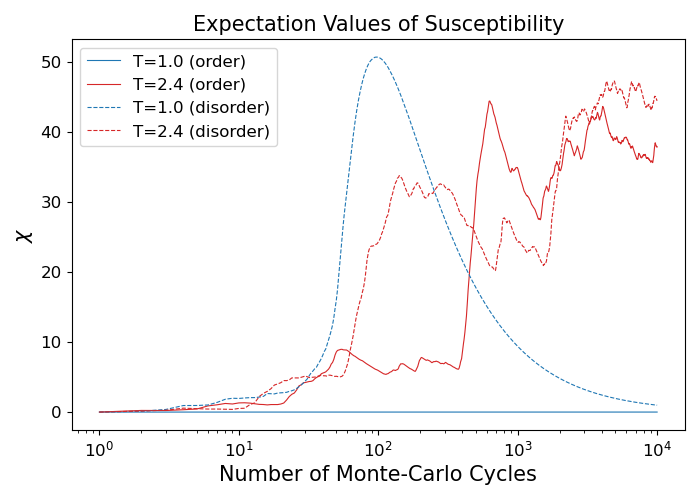 Expectation Values of Susceptibility
T=1.0 (order)
T=2.4 (order)
T=1.0 (disorder)
T=2.4 (disorder)
50
40
30
20
10
0
χ
10⁰ 10¹ 10² 10³ 10⁴
Number of Monte-Carlo Cycles